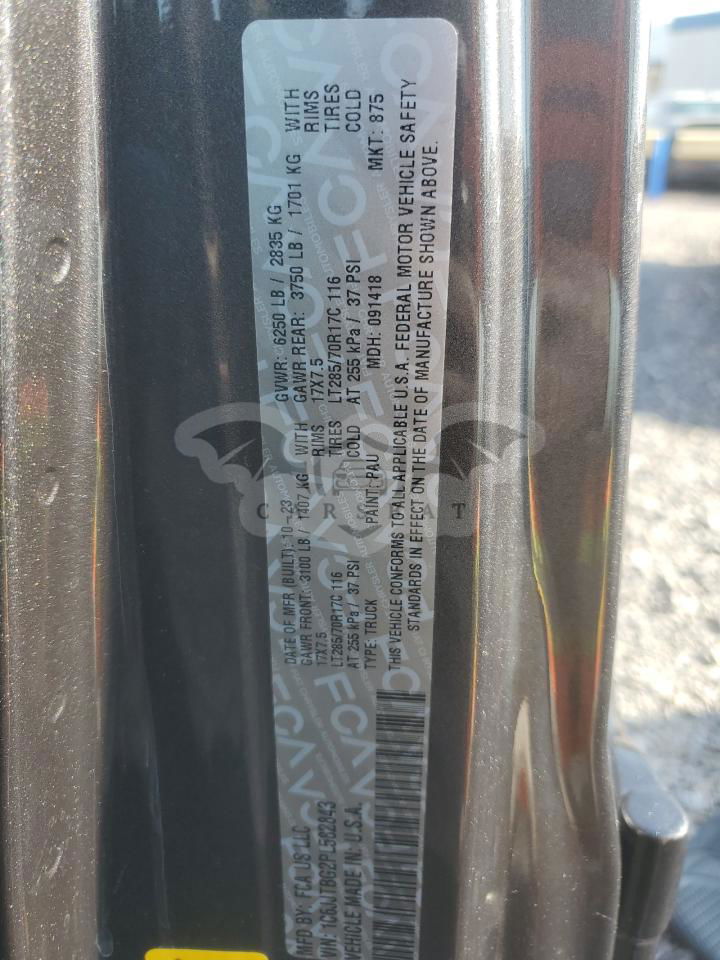 MFD BY: FCA US LLC
DATE OF MFR (BUILT): 10-23
GVWR: 6250 LB / 2835 KG
GAWR FRONT: 3100 LB / 1407 KG WITH
GAWR REAR: 3750 LB / 1701 KG WITH
17X7.5 RIMS
17X7.5 RIMS
LT285/70R17C 116 TIRES
LT285/70R17C 116 TIRES
AT 255 kPa / 37 PSI COLD
AT 255 kPa / 37 PSI COLD
TYPE: TRUCK PAINT: PAU MDH: 091418 MKT: 875
VIN: 1C6JJTBG2PL562843
VEHICLE MADE IN: U.S.A.
THIS VEHICLE CONFORMS TO ALL APPLICABLE U.S.A. FEDERAL MOTOR VEHICLE SAFETY
STANDARDS IN EFFECT ON THE DATE OF MANUFACTURE SHOWN ABOVE.